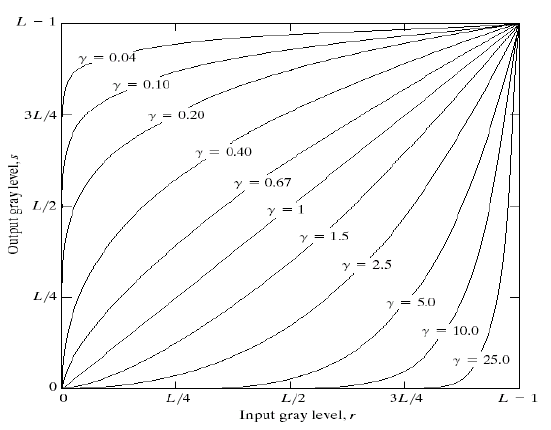 L − 1
γ = 0.04
γ = 0.10
3L/4
γ = 0.20
γ = 0.40
γ = 0.67
Output gray level, s
L/2
γ = 1
γ = 1.5
γ = 2.5
L/4
γ = 5.0
γ = 10.0
γ = 25.0
0
0
L/4
L/2
3L/4
L − 1
Input gray level, r